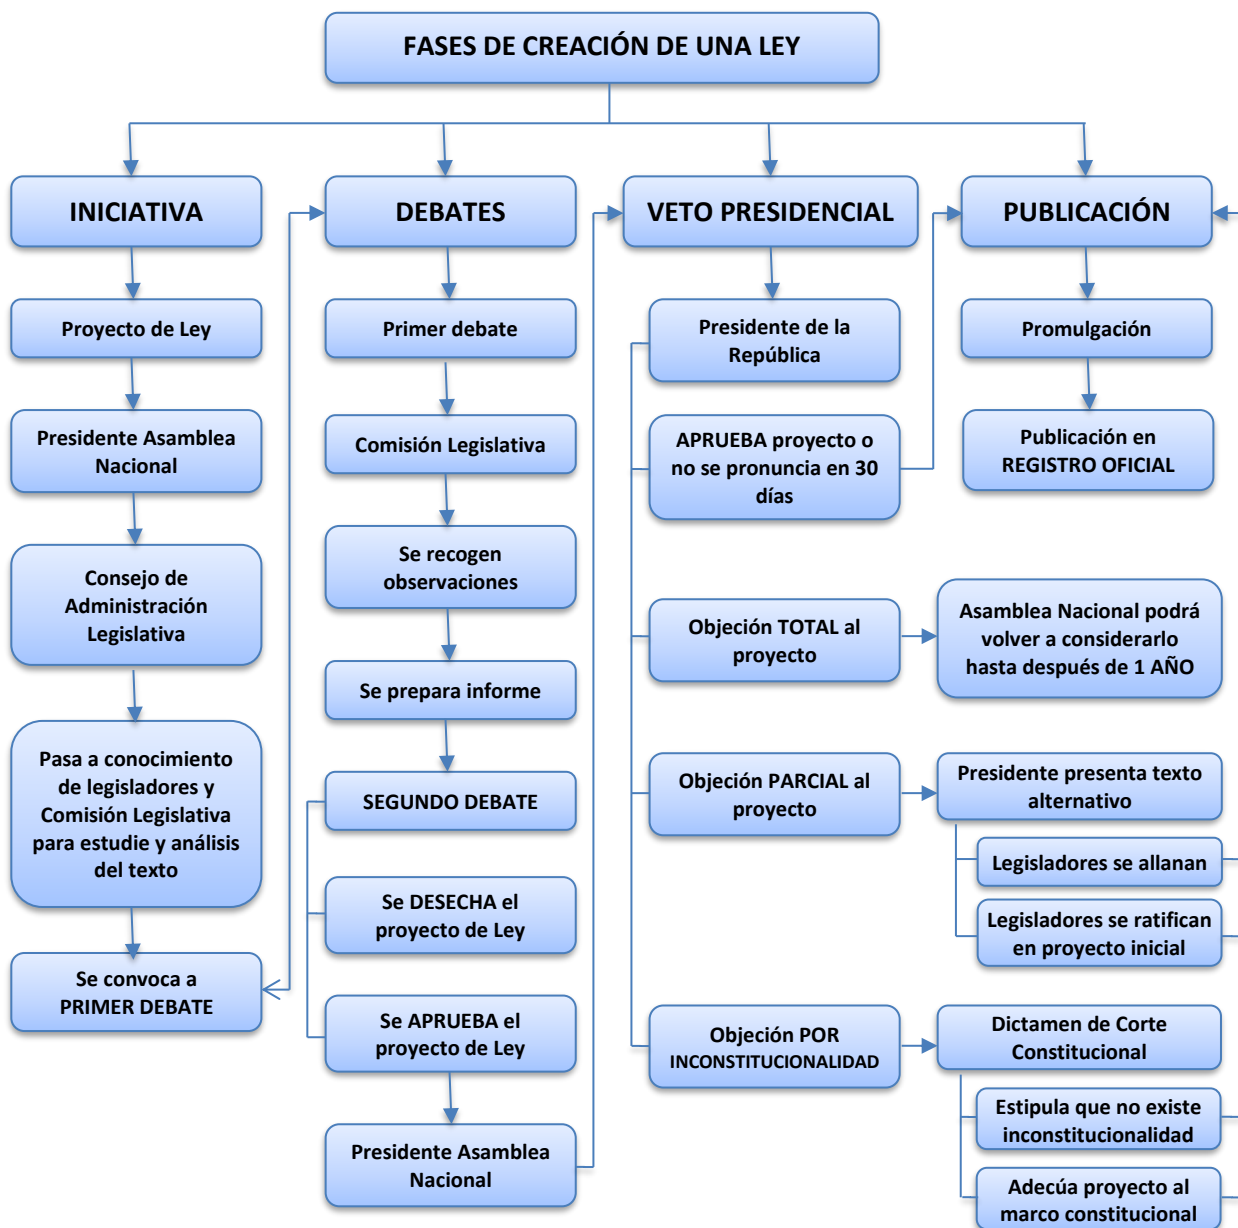 FASES DE CREACIÓN DE UNA LEY
INICIATIVA
Proyecto de Ley
Presidente Asamblea
Nacional
Consejo de
Administración
Legislativa
Pasa a conocimiento
de legisladores y
Comisión Legislativa
para estudie y análisis
del texto
Se convoca a
PRIMER DEBATE
DEBATES
Primer debate
Comisión Legislativa
Se recogen
observaciones
Se prepara informe
SEGUNDO DEBATE
Se DESECHA el
proyecto de Ley
Se APRUEBA el
proyecto de Ley
Presidente Asamblea
Nacional
VETO PRESIDENCIAL
Presidente de la
República
APRUEBA proyecto o
no se pronuncia en 30
días
Objeción TOTAL al
proyecto
Asamblea Nacional podrá
volver a considerarlo
hasta después de 1 AÑO
Objeción PARCIAL al
proyecto
Presidente presenta texto
alternativo
Legisladores se allanan
Legisladores se ratifican
en proyecto inicial
Objeción POR
INCONSTITUCIONALIDAD
Dictamen de Corte
Constitucional
Estipula que no existe
inconstitucionalidad
Adecúa proyecto al
marco constitucional
PUBLICACIÓN
Promulgación
Publicación en
REGISTRO OFICIAL